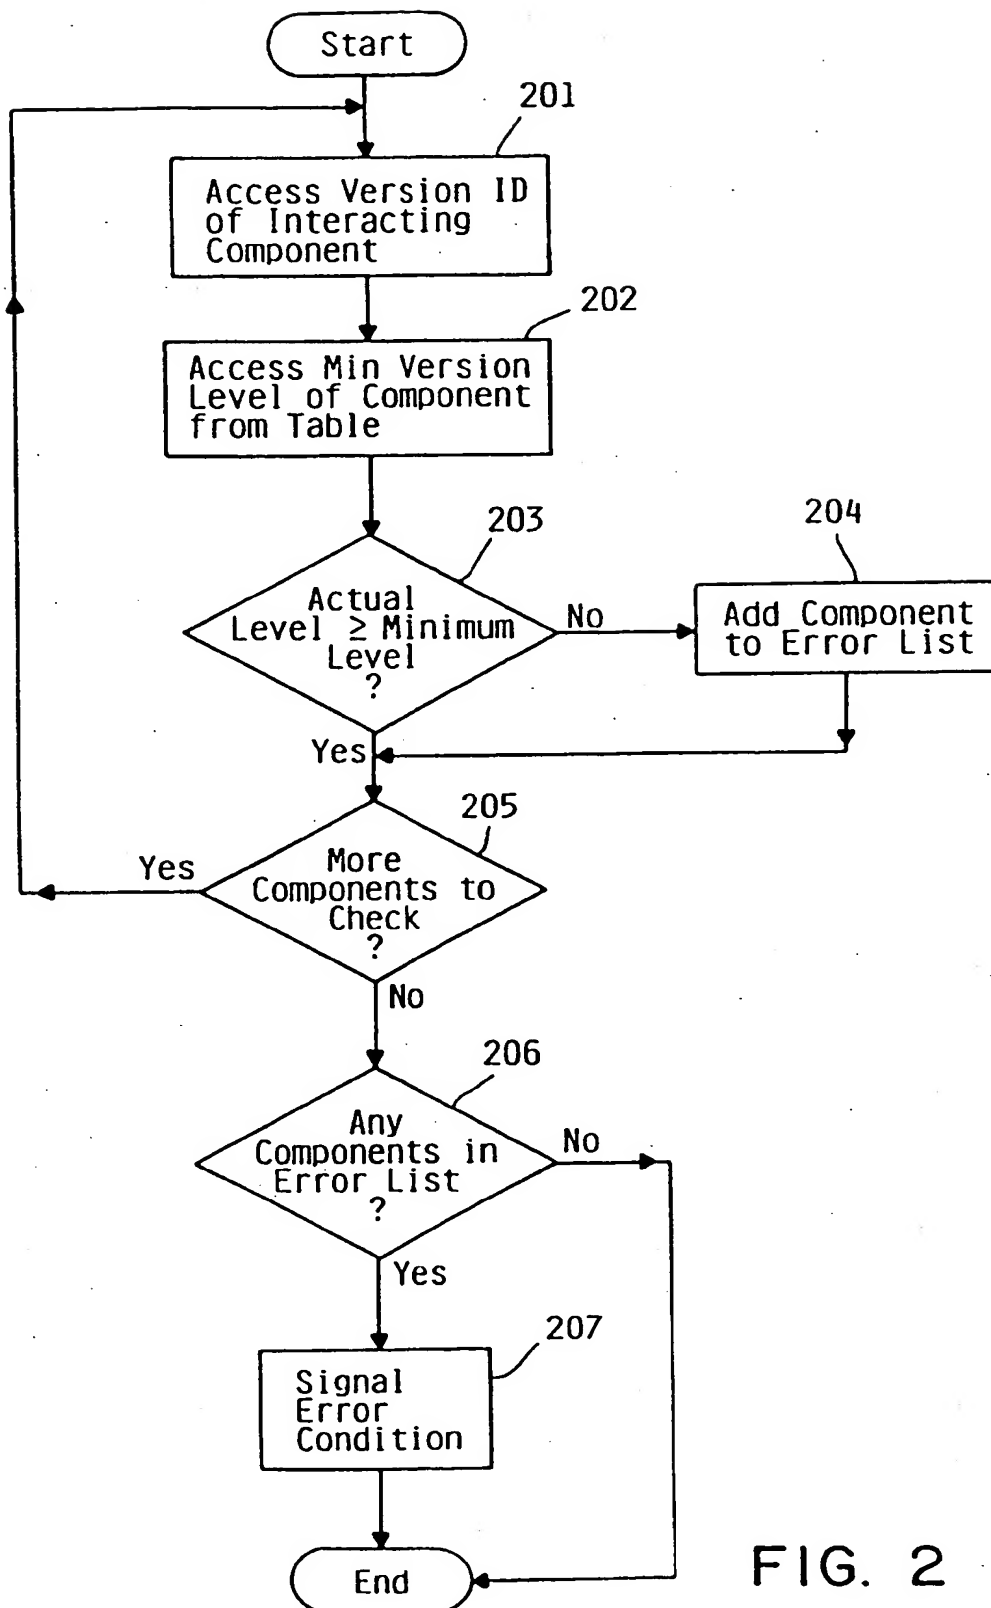 Start
201
Access Version ID
of Interacting
Component
202
Access Min Version
Level of Component
from Table
203
Actual
Level ≥ Minimum
Level
?
No
204
Add Component
to Error List
Yes
205
More
Components to
Check
?
Yes
No
206
Any
Components in
Error List
?
No
Yes
207
Signal
Error
Condition
End
FIG. 2